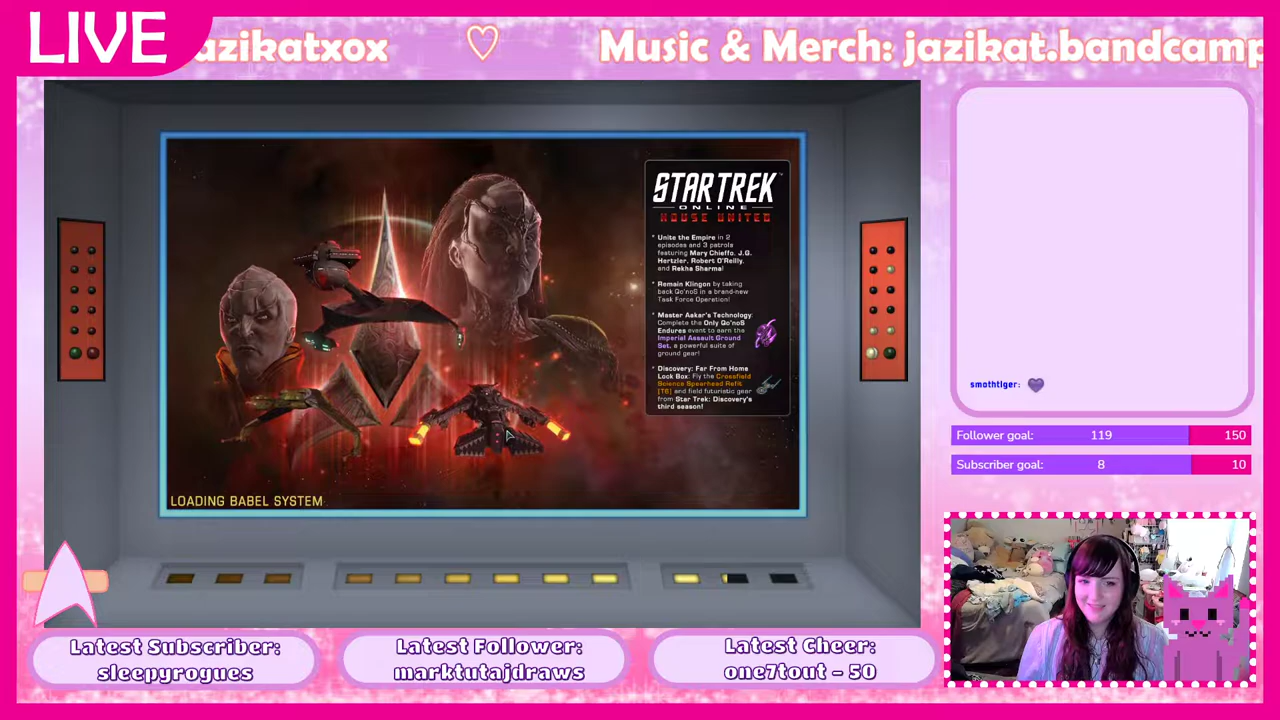 LIVE
azikatxox
Music & Merch: jazikat.bandcamp
STAR TREK
ONLINE
HOUSE UNITED
* Unite the Empire in 2
episodes and 3 patrols
featuring Mary Chieffo, J.G.
Hertzler, Robert O'Reilly,
and Rekha Sharma!
* Remain Klingon by taking
back Qo'noS in a brand-new
Task Force Operation!
* Master Aakar's Technology:
Complete the Only Qo'noS
Endures event to earn the
Imperial Assault Ground
Set, a powerful suite of
ground gear!
* Discovery: Far From Home
Lock Box: Fly the Crossfield
Science Spearhead Refit
[T6] and field futuristic gear
from Star Trek: Discovery's
third season!
LOADING BABEL SYSTEM
smothtiger:
Follower goal: 119 150
Subscriber goal: 8 10
Latest Subscriber:
sleepyrogues
Latest Follower:
marktutajdraws
Latest Cheer:
one7tout - 50